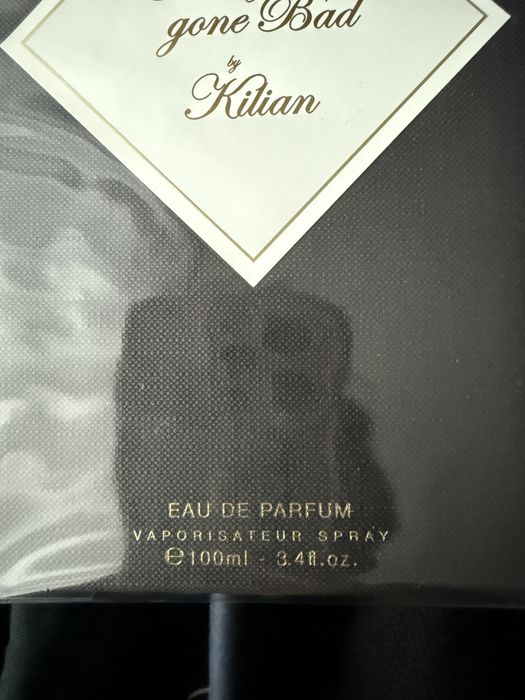 gone Bad
by
Kilian
EAU DE PARFUM
VAPORISATEUR SPRAY
℮100ml - 3.4fl.oz.